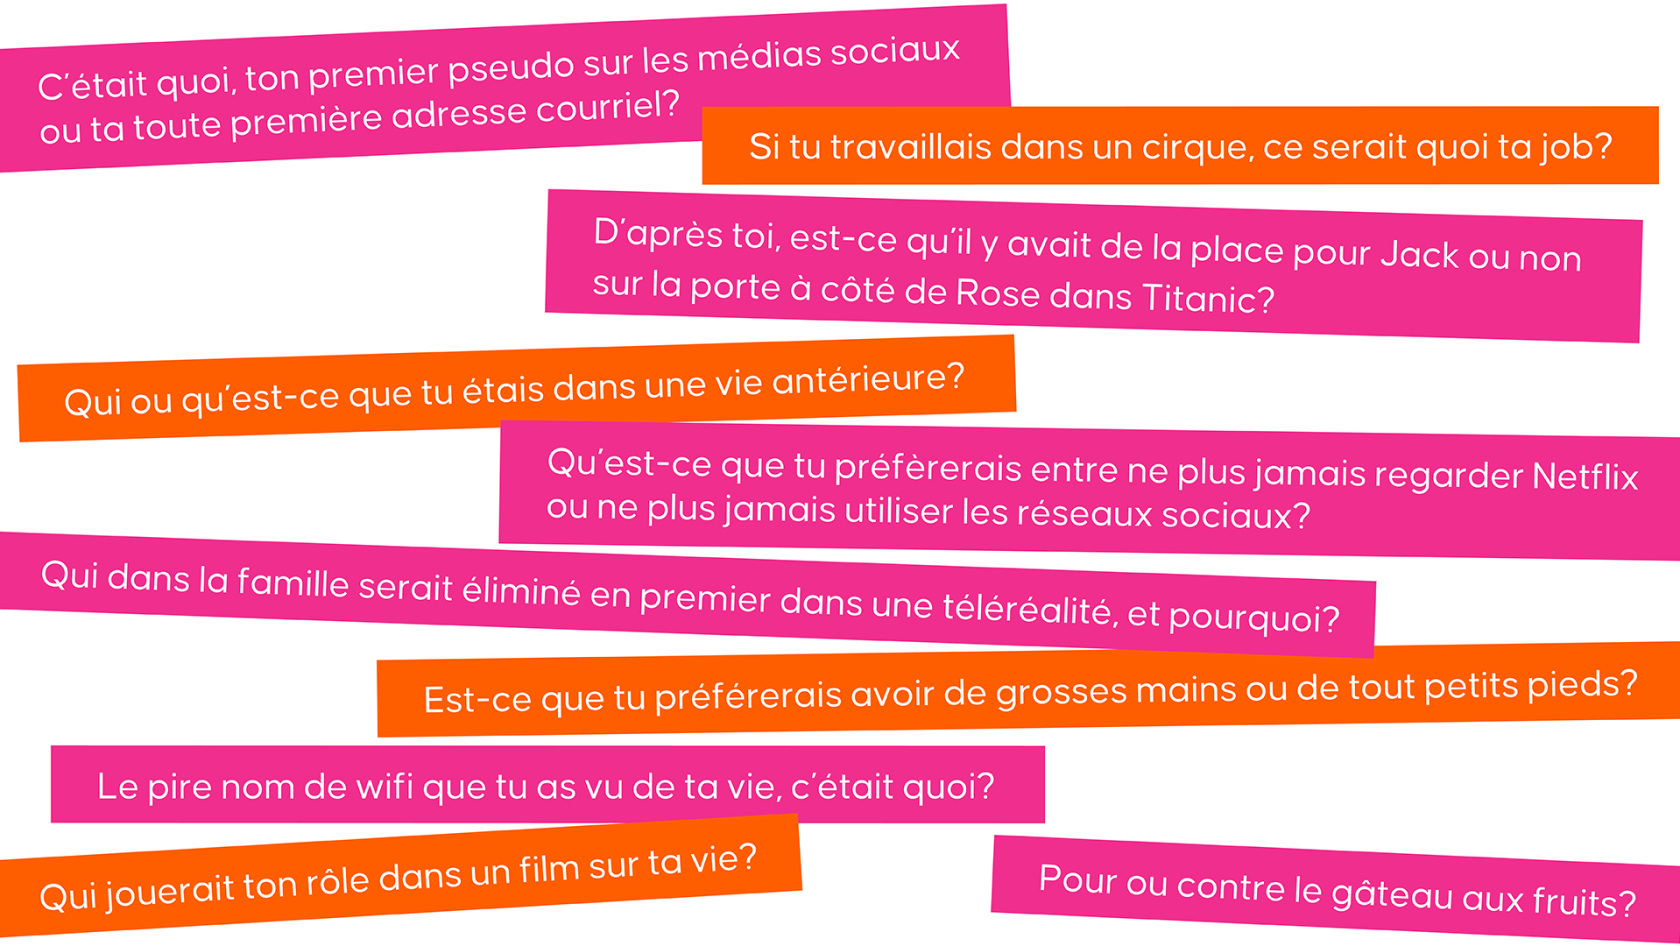 C'était quoi, ton premier pseudo sur les médias sociaux
ou ta toute première adresse courriel?
Si tu travaillais dans un cirque, ce serait quoi ta job?
D'après toi, est-ce qu'il y avait de la place pour Jack ou non
sur la porte à côté de Rose dans Titanic?
Qui ou qu'est-ce que tu étais dans une vie antérieure?
Qu'est-ce que tu préfèrerais entre ne plus jamais regarder Netflix
ou ne plus jamais utiliser les réseaux sociaux?
Qui dans la famille serait éliminé en premier dans une téléréalité, et pourquoi?
Est-ce que tu préférerais avoir de grosses mains ou de tout petits pieds?
Le pire nom de wifi que tu as vu de ta vie, c'était quoi?
Qui jouerait ton rôle dans un film sur ta vie?
Pour ou contre le gâteau aux fruits?